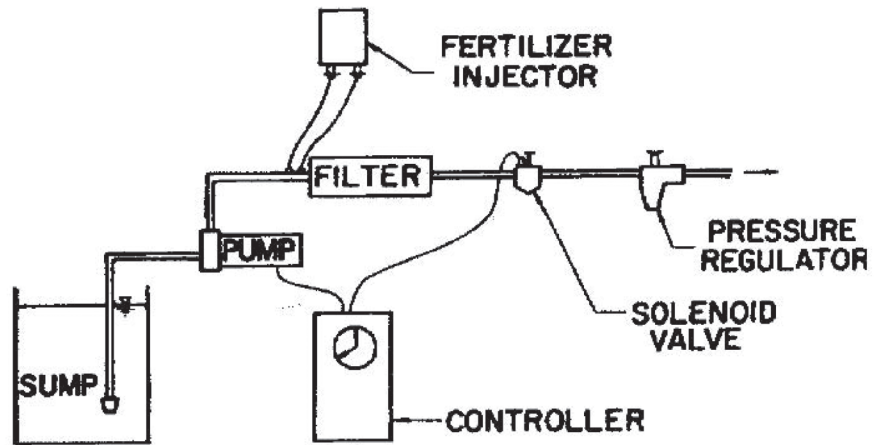 FERTILIZER
INJECTOR
FILTER
PUMP
PRESSURE
REGULATOR
SOLENOID
VALVE
SUMP
CONTROLLER